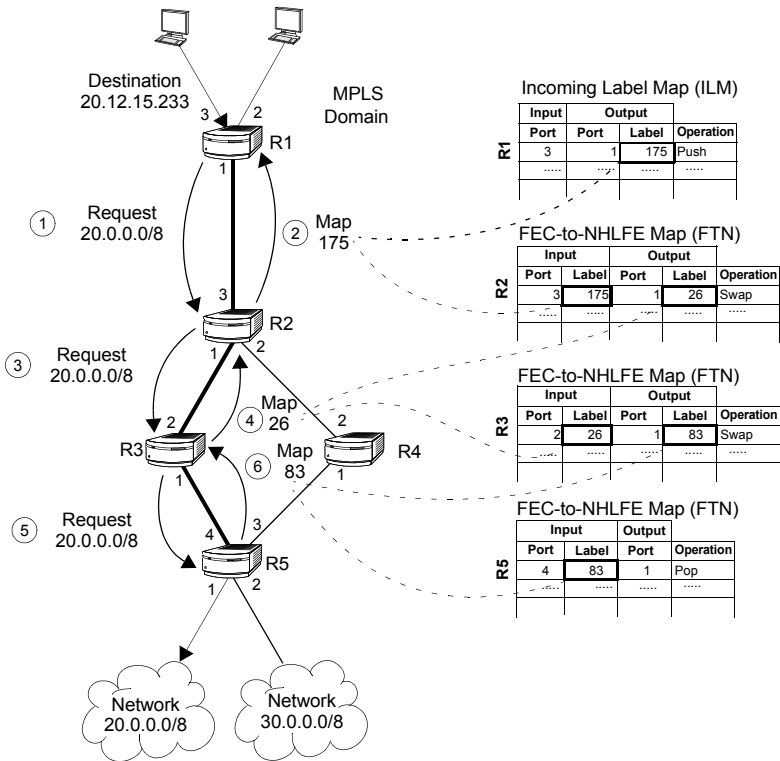 Destination
20.12.15.233
MPLS
Domain
3
2
R1
1
1
Request
20.0.0.0/8
2
Map
175
3
R2
1
2
3
Request
20.0.0.0/8
4
Map
26
2
R3
1
2
R4
1
6
Map
83
5
Request
20.0.0.0/8
4
3
R5
1
2
Network
20.0.0.0/8
Network
30.0.0.0/8
Incoming Label Map (ILM)
R1
Input Output
Port Port Label Operation
3 1 175 Push
..... ..... ..... .....
FEC-to-NHLFE Map (FTN)
R2
Input Output
Port Label Port Label Operation
3 175 1 26 Swap
..... ..... ..... ..... .....
FEC-to-NHLFE Map (FTN)
R3
Input Output
Port Label Port Label Operation
2 26 1 83 Swap
..... ..... ..... ..... .....
FEC-to-NHLFE Map (FTN)
R5
Input Output
Port Label Port Operation
4 83 1 Pop
..... ..... ..... .....